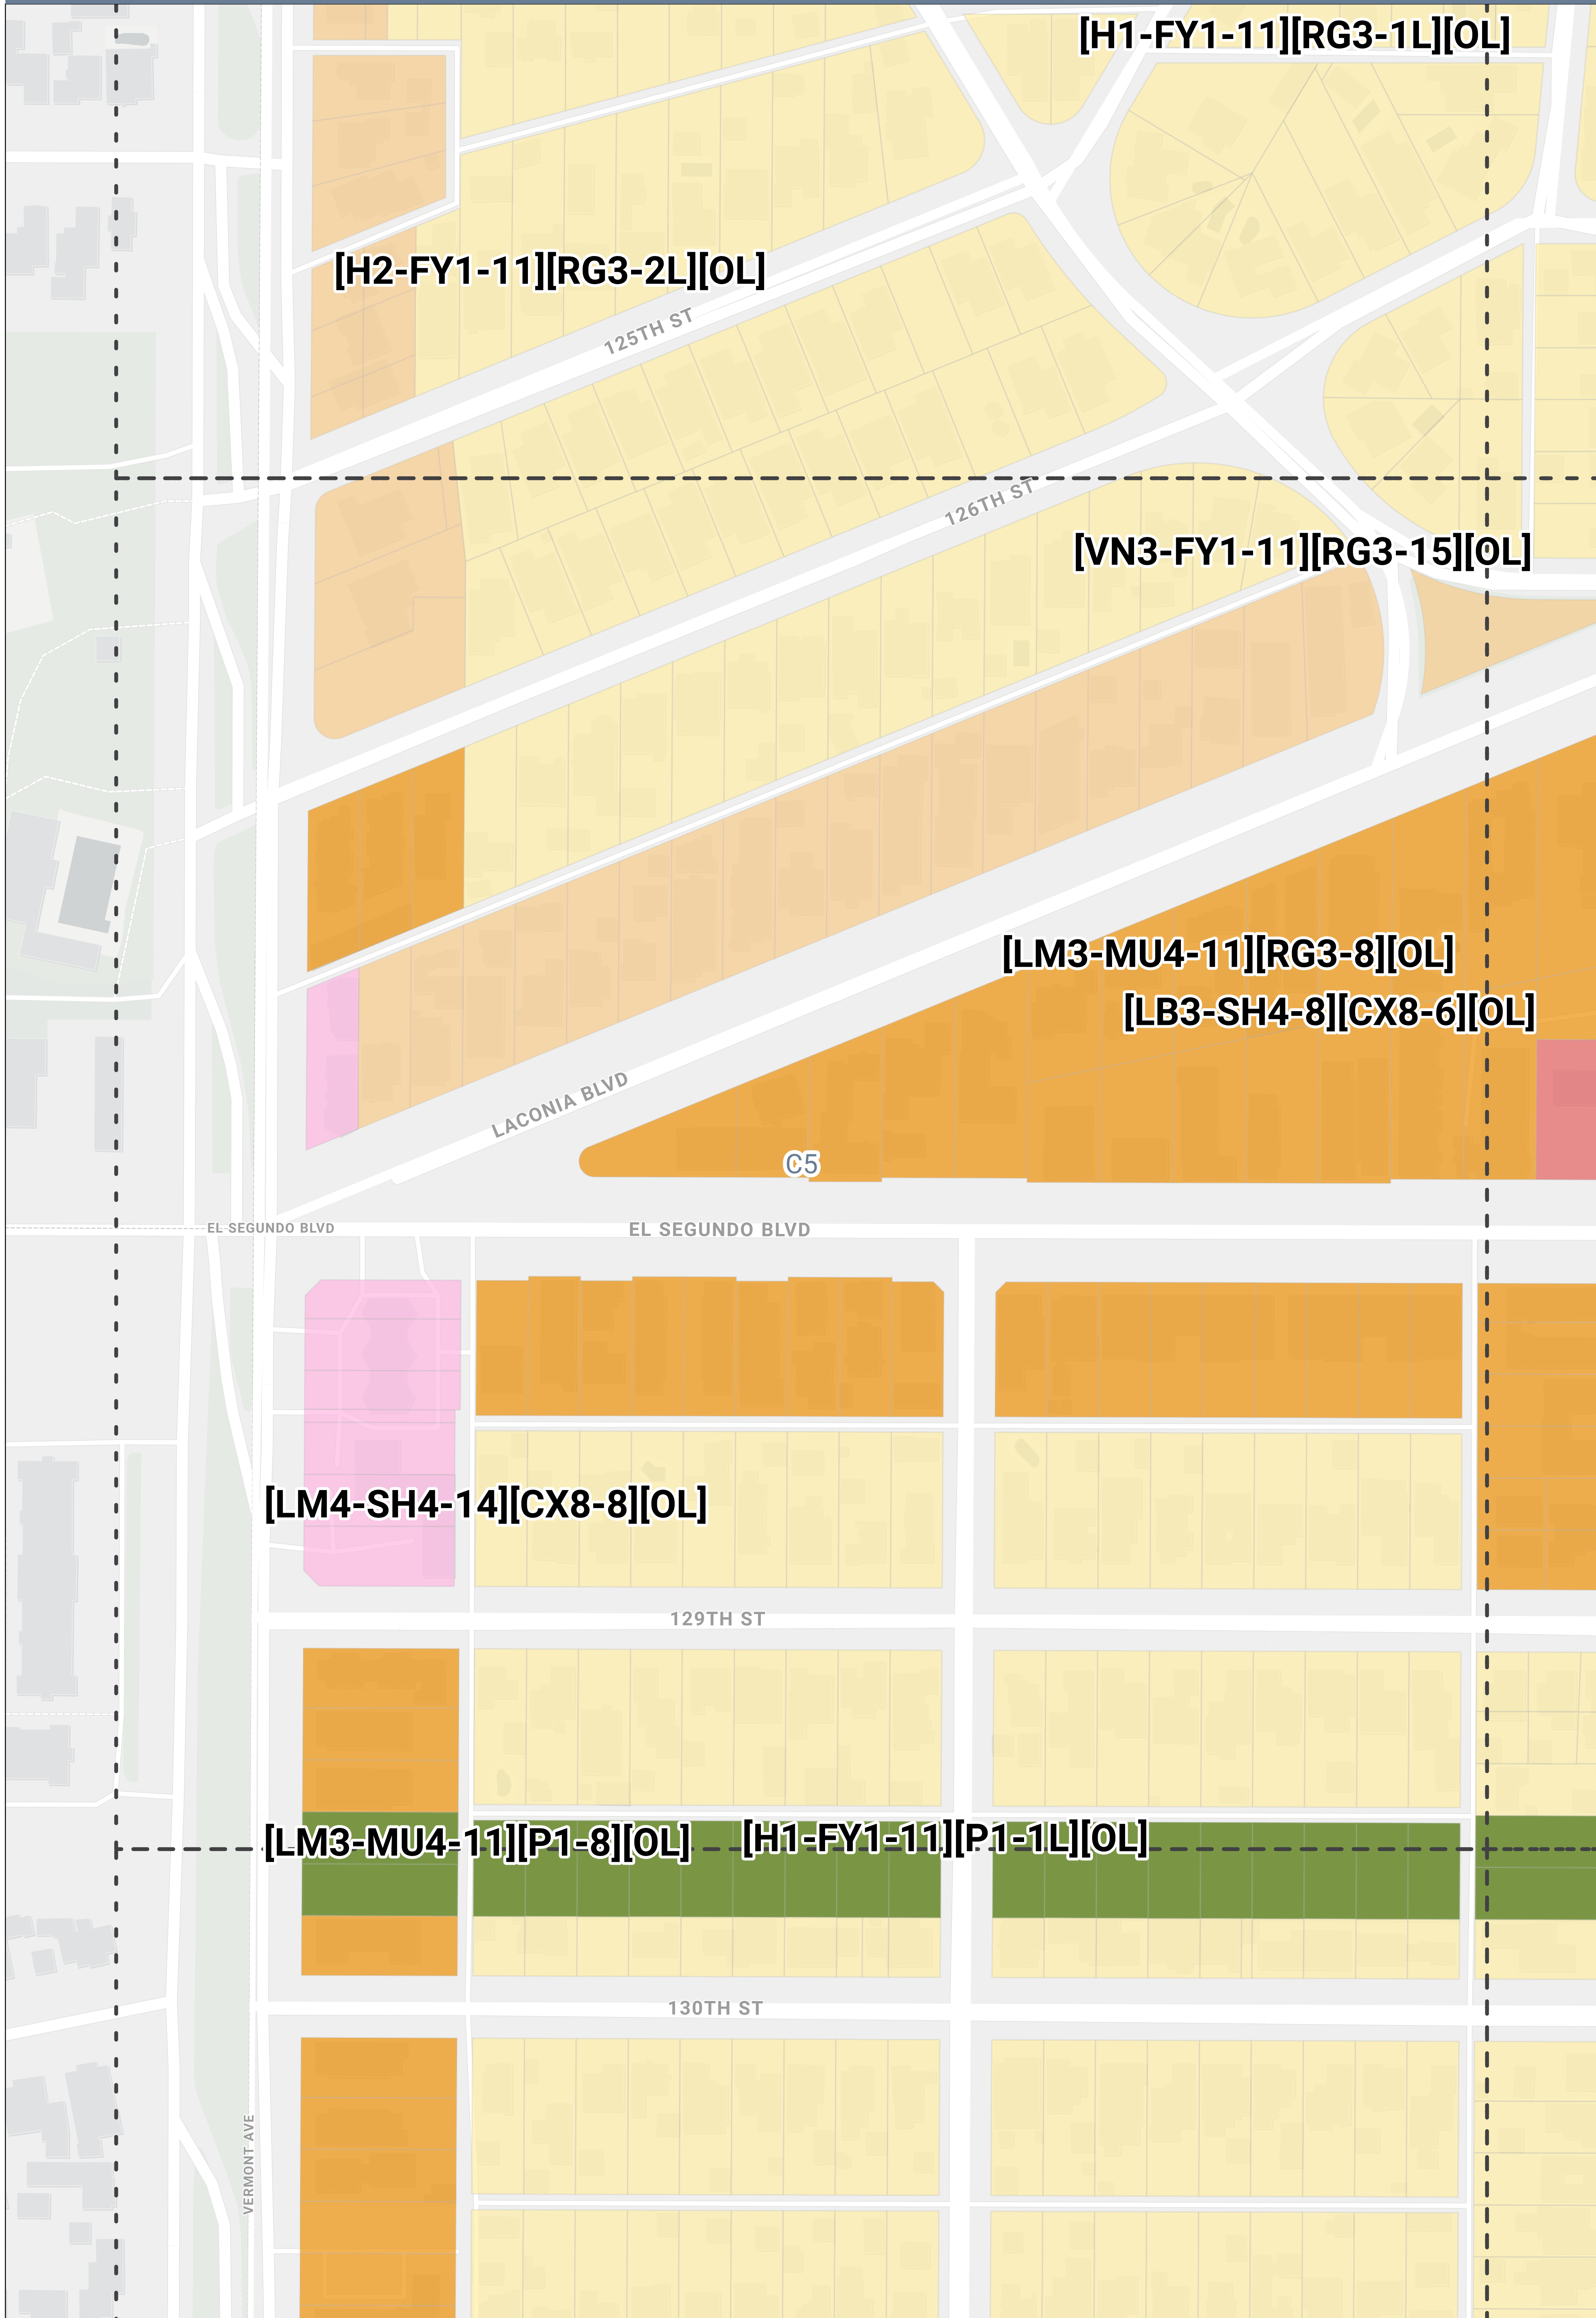 [H1-FY1-11][RG3-1L][OL]
[H2-FY1-11][RG3-2L][OL]
125TH ST
126TH ST
[VN3-FY1-11][RG3-15][OL]
[LM3-MU4-11][RG3-8][OL]
[LB3-SH4-8][CX8-6][OL]
LACONIA BLVD
C5
EL SEGUNDO BLVD
EL SEGUNDO BLVD
[LM4-SH4-14][CX8-8][OL]
129TH ST
[LM3-MU4-11][P1-8][OL]
[H1-FY1-11][P1-1L][OL]
130TH ST
VERMONT AVE